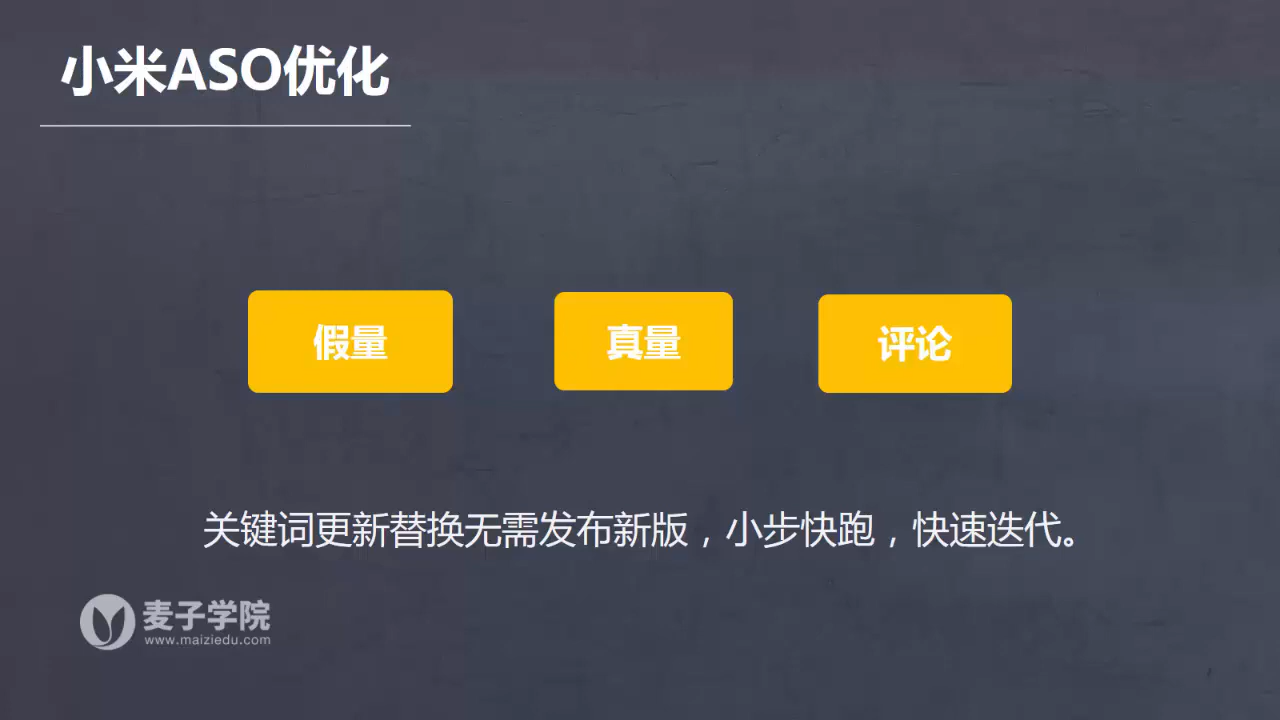 小米ASO优化
假量
真量
评论
关键词更新替换无需发布新版，小步快跑，快速迭代。
麦子学院
www.maiziedu.com